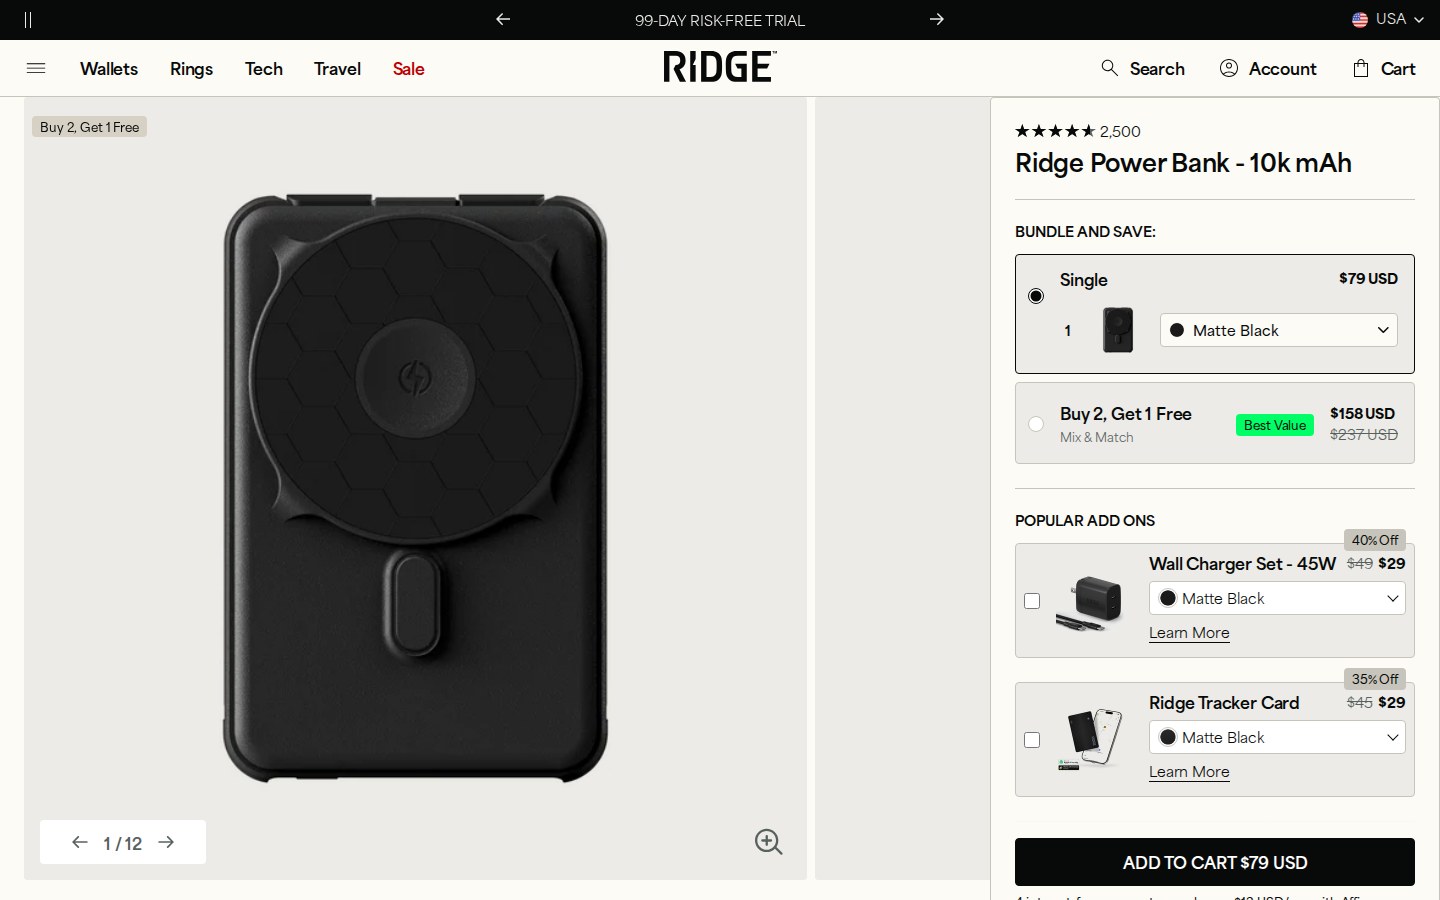 99-DAY RISK-FREE TRIAL
USA
Wallets
Rings
Tech
Travel
Sale
RIDGE
Search
Account
Cart
Buy 2, Get 1 Free
2,500
Ridge Power Bank - 10k mAh
BUNDLE AND SAVE:
Single
$79 USD
1
Matte Black
Buy 2, Get 1 Free
Mix & Match
Best Value
$158 USD
$237 USD
POPULAR ADD ONS
40% Off
Wall Charger Set - 45W
$49 $29
Matte Black
Learn More
35% Off
Ridge Tracker Card
$45 $29
Matte Black
Learn More
1 / 12
ADD TO CART $79 USD